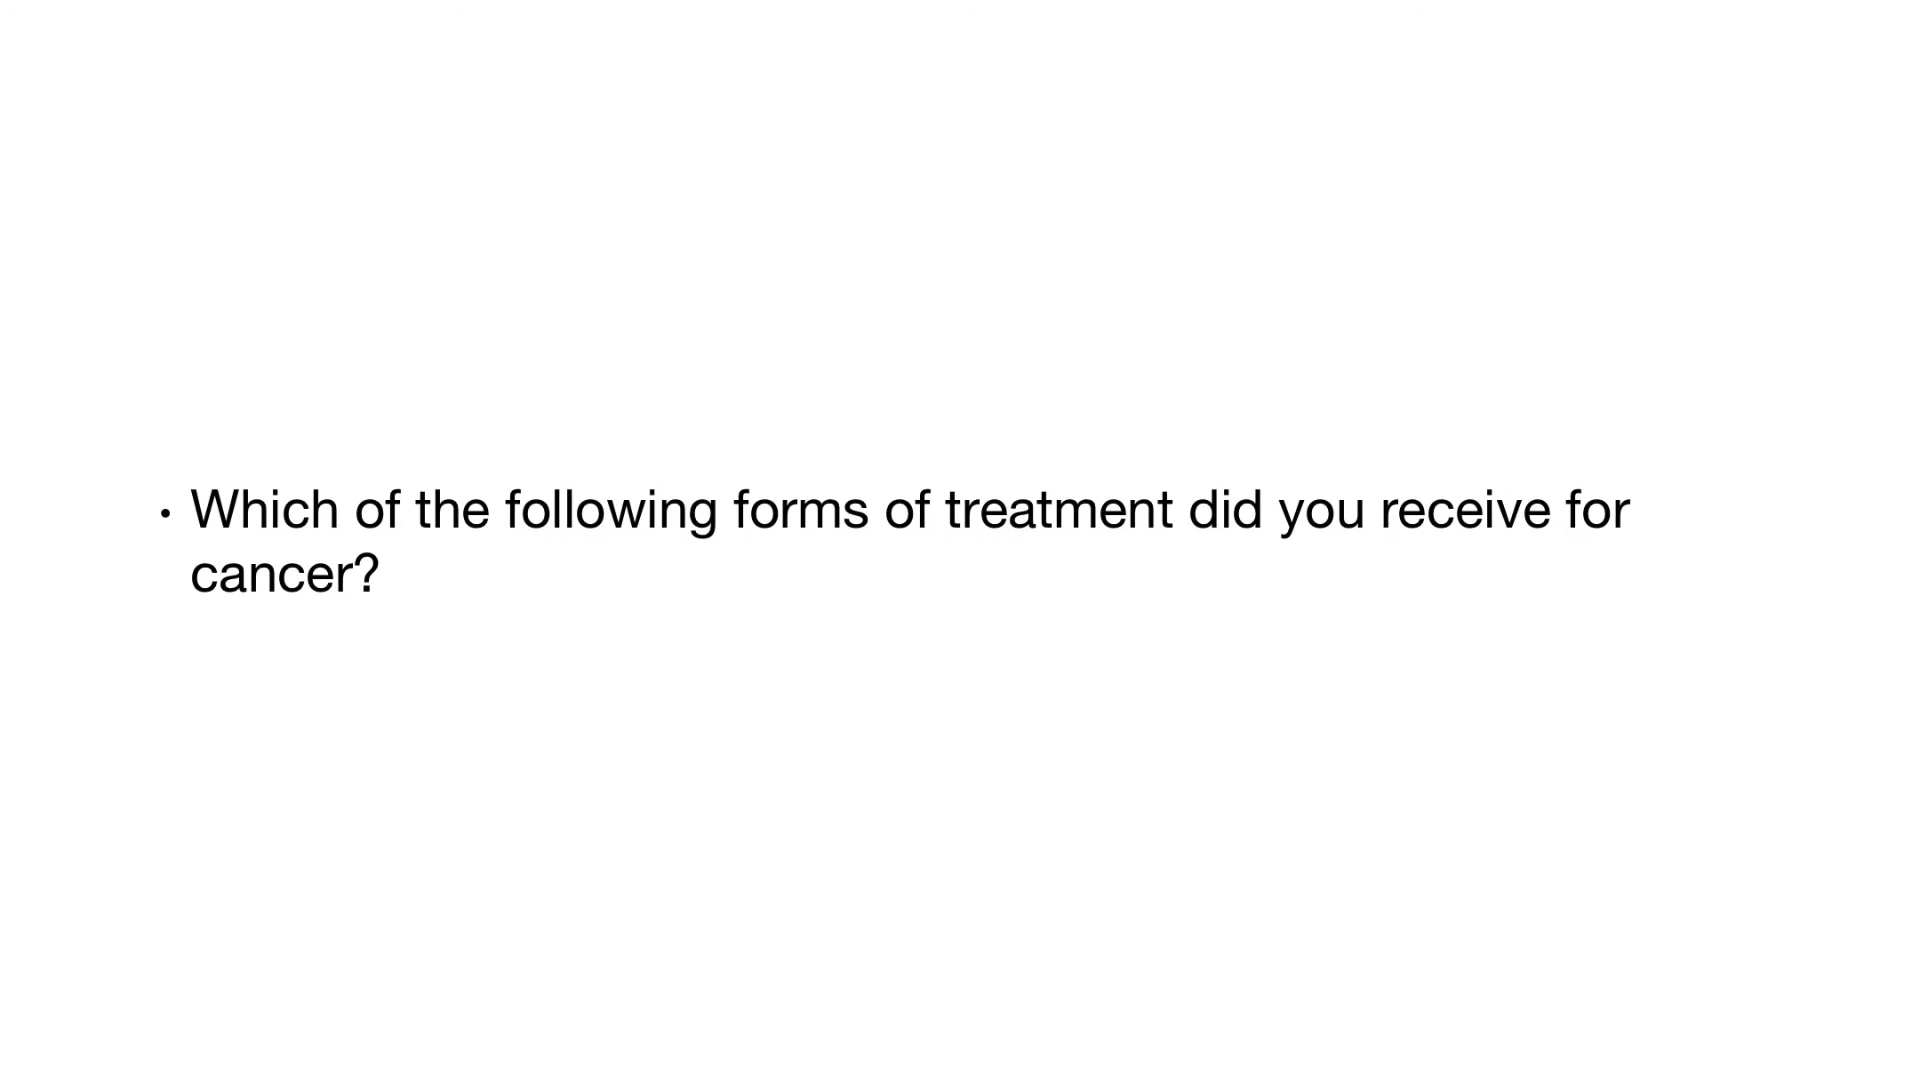 • Which of the following forms of treatment did you receive for
cancer?